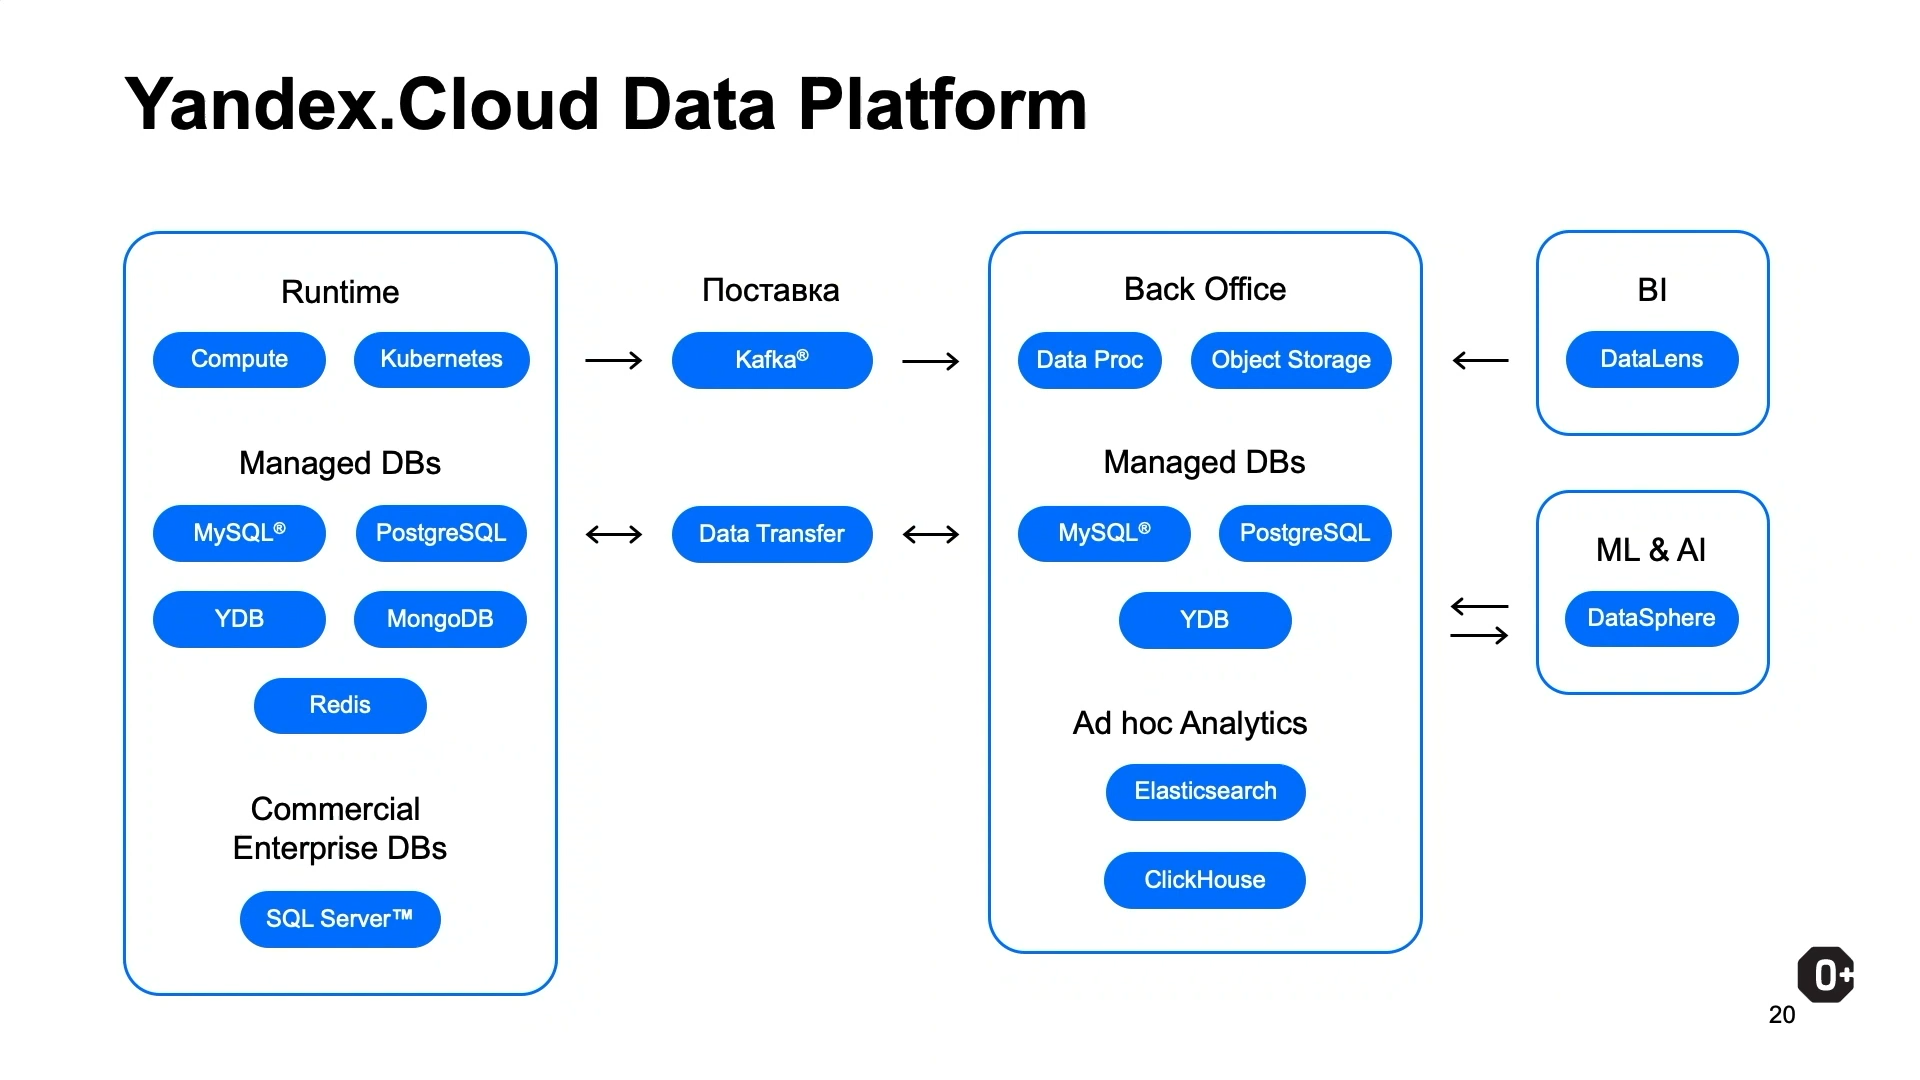 Yandex.Cloud Data Platform
Runtime
Compute
Kubernetes
Managed DBs
MySQL®
PostgreSQL
YDB
MongoDB
Redis
Commercial
Enterprise DBs
SQL Server™
Поставка
Kafka®
Data Transfer
Back Office
Data Proc
Object Storage
Managed DBs
MySQL®
PostgreSQL
YDB
Ad hoc Analytics
Elasticsearch
ClickHouse
BI
DataLens
ML & AI
DataSphere
0+
20